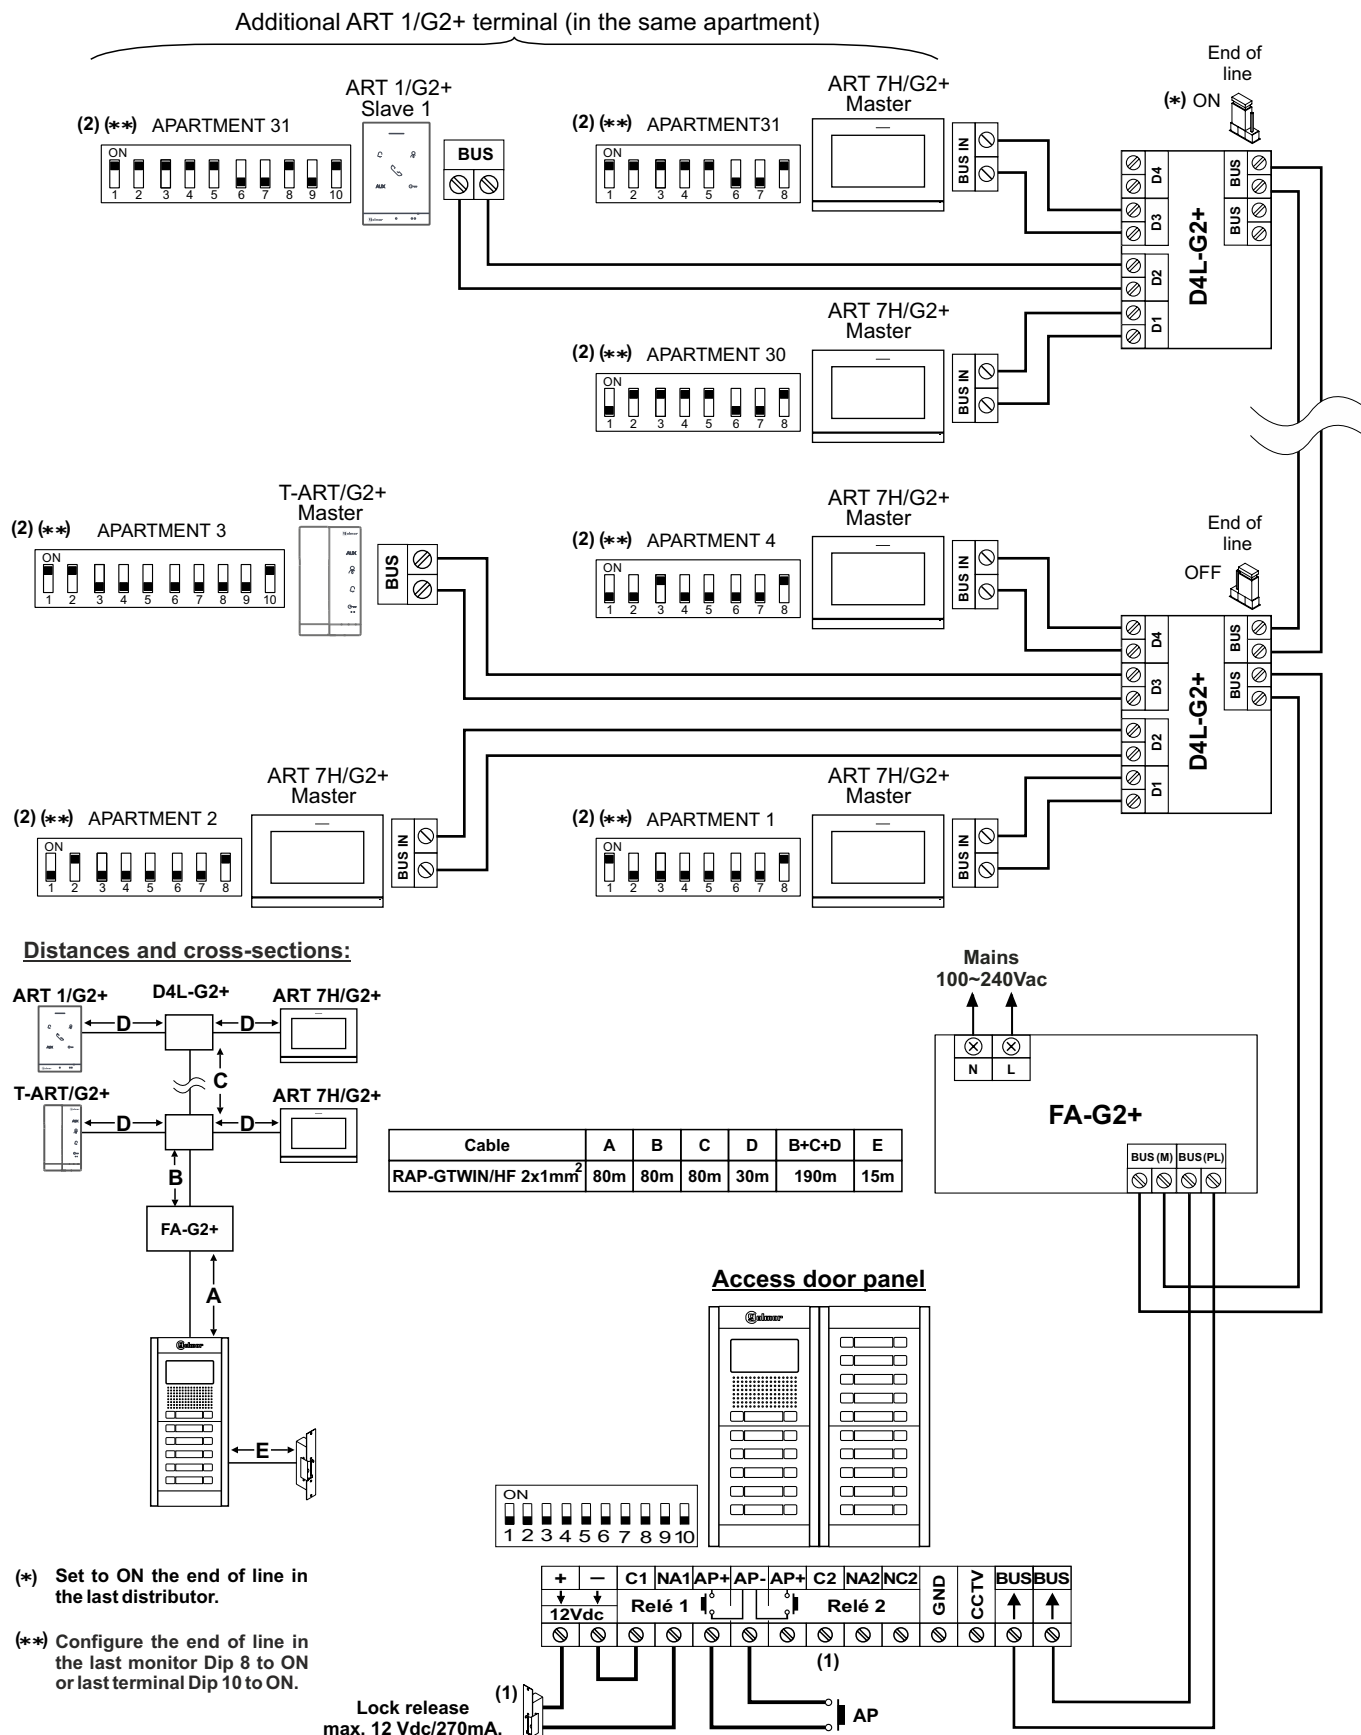 Additional ART 1/G2+ terminal (in the same apartment)
End of
line
(*) ON
ART 1/G2+
Slave 1
(2) (**) APARTMENT 31
ON
1 2 3 4 5 6 7 8 9 10
BUS
ART 7H/G2+
Master
(2) (**) APARTMENT31
ON
1 2 3 4 5 6 7 8
BUS IN
D4
D3
D2
D1
BUS
BUS
D4L-G2+
ART 7H/G2+
Master
(2) (**) APARTMENT 30
ON
1 2 3 4 5 6 7 8
BUS IN
T-ART/G2+
Master
(2) (**) APARTMENT 3
ON
1 2 3 4 5 6 7 8 9 10
AUX
BUS
ART 7H/G2+
Master
(2) (**) APARTMENT 4
ON
1 2 3 4 5 6 7 8
BUS IN
End of
line
OFF
D4
D3
D2
D1
BUS
BUS
D4L-G2+
ART 7H/G2+
Master
(2) (**) APARTMENT 2
ON
1 2 3 4 5 6 7 8
BUS IN
ART 7H/G2+
Master
(2) (**) APARTMENT 1
ON
1 2 3 4 5 6 7 8
BUS IN
Distances and cross-sections:
ART 1/G2+ D4L-G2+ ART 7H/G2+
D D
C
T-ART/G2+ ART 7H/G2+
D D
B
FA-G2+
A
Golmar
E
Cable A B C D B+C+D E
RAP-GTWIN/HF 2x1mm² 80m 80m 80m 30m 190m 15m
Mains
100~240Vac
N L
FA-G2+
BUS (M) BUS (PL)
Access door panel
Golmar
ON
1 2 3 4 5 6 7 8 9 10
+ − C1 NA1 AP+ AP- AP+ C2 NA2 NC2 GND CCTV BUS BUS
12Vdc Relé 1 Relé 2
(1)
(1)
Lock release
max. 12 Vdc/270mA.
AP
(*) Set to ON the end of line in
the last distributor.
(**) Configure the end of line in
the last monitor Dip 8 to ON
or last terminal Dip 10 to ON.